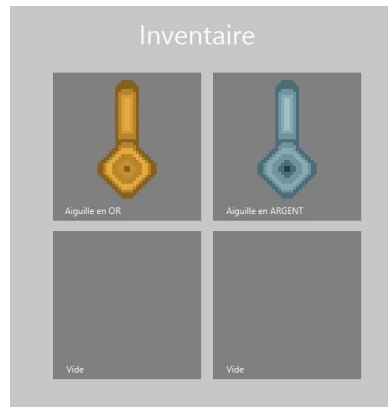 Inventaire
Aiguille en OR
Aiguille en ARGENT
Vide
Vide